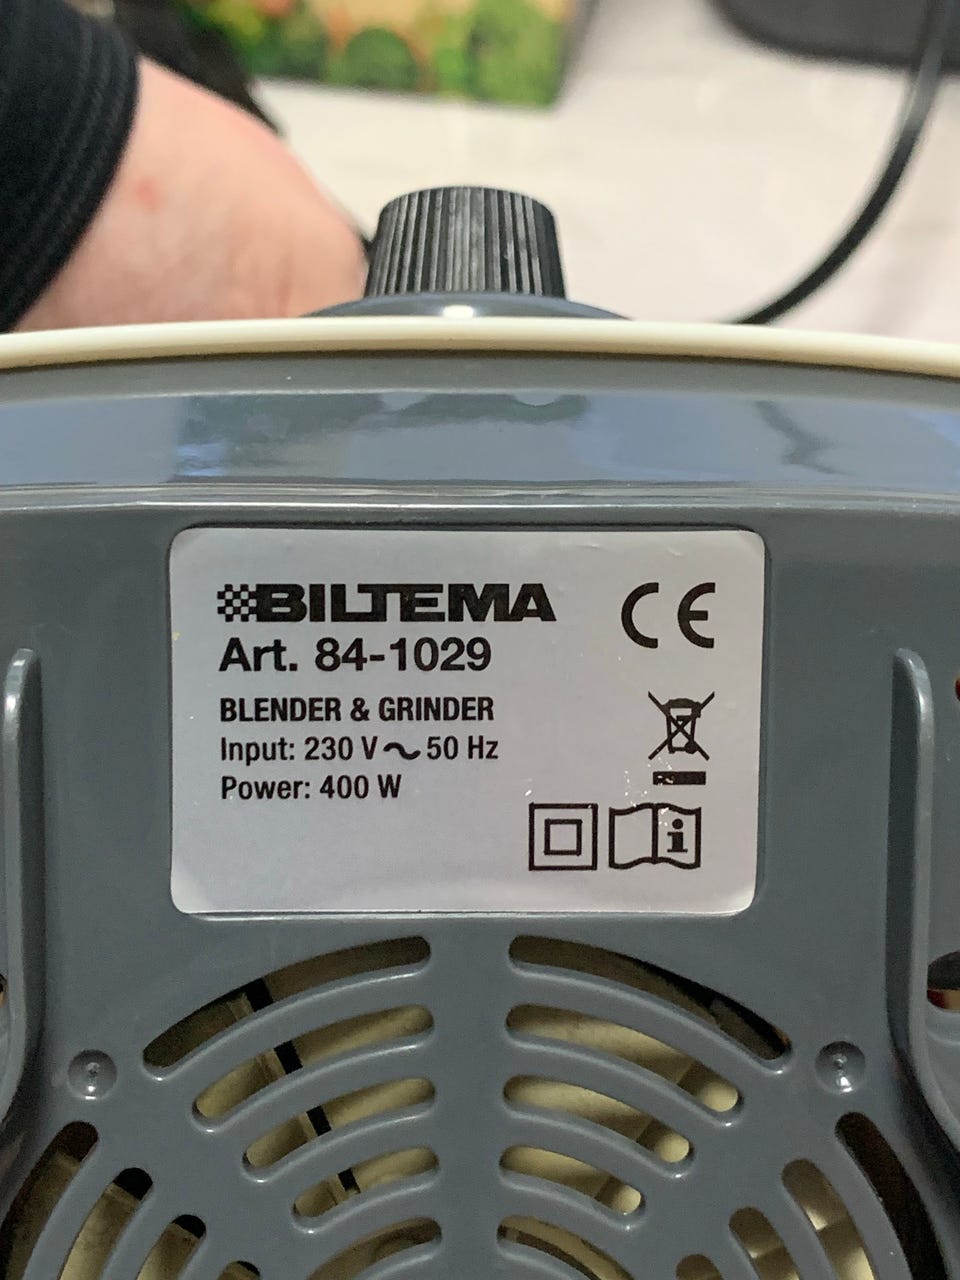 BILTEMA
CE
Art. 84-1029
BLENDER & GRINDER
Input: 230 V~50 Hz
Power: 400 W
i